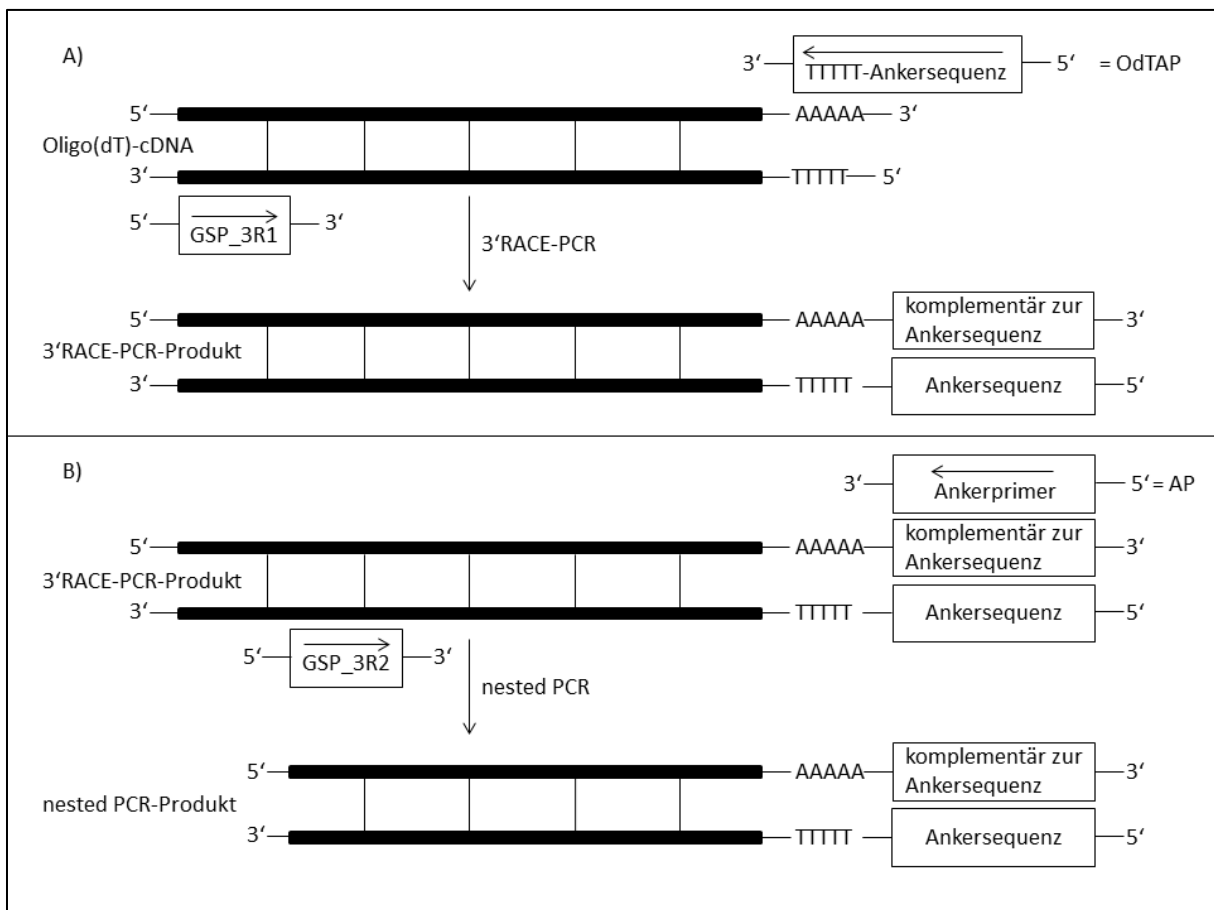 A)
3‘ TTTTT-Ankersequenz 5‘ = OdTAP
5‘ AAAAA 3‘
Oligo(dT)-cDNA
3‘ TTTTT 5‘
5‘ GSP_3R1 3‘
3‘RACE-PCR
5‘ AAAAA komplementär zur Ankersequenz 3‘
3‘RACE-PCR-Produkt
3‘ TTTTT Ankersequenz 5‘
B)
3‘ Ankerprimer 5‘ = AP
5‘ AAAAA komplementär zur Ankersequenz 3‘
3‘RACE-PCR-Produkt
3‘ TTTTT Ankersequenz 5‘
5‘ GSP_3R2 3‘
nested PCR
5‘ AAAAA komplementär zur Ankersequenz 3‘
nested PCR-Produkt
3‘ TTTTT Ankersequenz 5‘